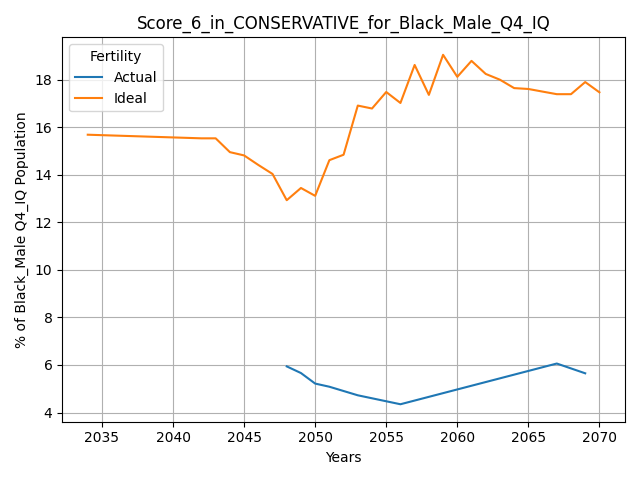 Score_6_in_CONSERVATIVE_for_Black_Male_Q4_IQ
Fertility
Actual
Ideal
% of Black_Male Q4_IQ Population
18
16
14
12
10
8
6
4
2035 2040 2045 2050 2055 2060 2065 2070
Years